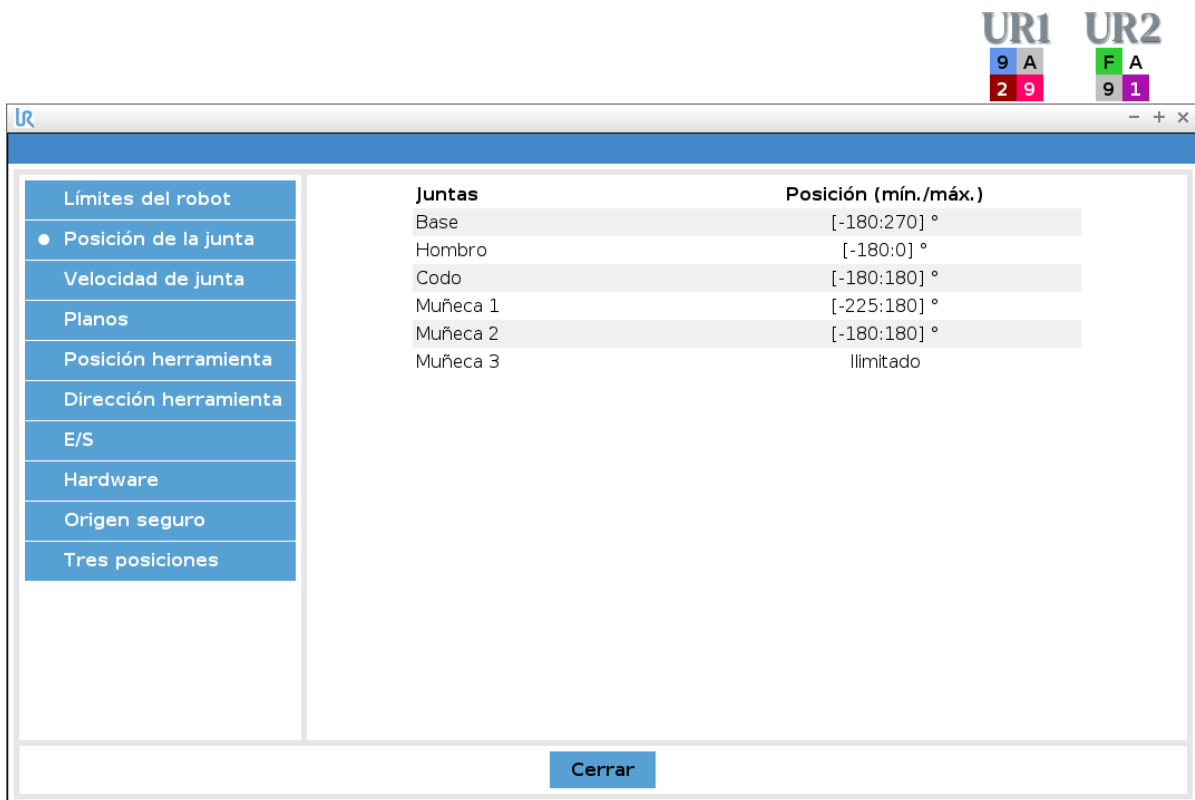 UR1 UR2
9 A F A
2 9 9 1
UR
Límites del robot
Posición de la junta
Velocidad de junta
Planos
Posición herramienta
Dirección herramienta
E/S
Hardware
Origen seguro
Tres posiciones
Juntas Posición (mín./máx.)
Base [-180:270] °
Hombro [-180:0] °
Codo [-180:180] °
Muñeca 1 [-225:180] °
Muñeca 2 [-180:180] °
Muñeca 3 Ilimitado
Cerrar